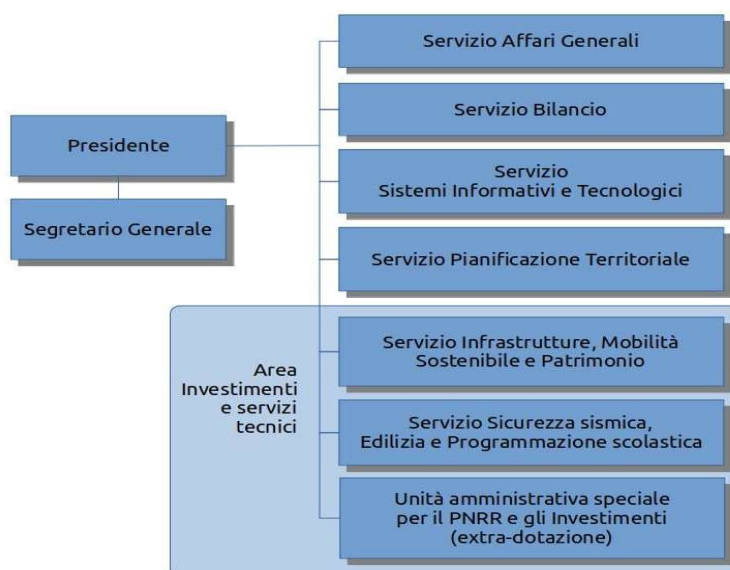 Servizio Affari Generali
Servizio Bilancio
Presidente
Servizio
Sistemi Informativi e Tecnologici
Segretario Generale
Servizio Pianificazione Territoriale
Area
Investimenti
e servizi
tecnici
Servizio Infrastrutture, Mobilità
Sostenibile e Patrimonio
Servizio Sicurezza sismica,
Edilizia e Programmazione scolastica
Unità amministrativa speciale
per il PNRR e gli Investimenti
(extra-dotazione)